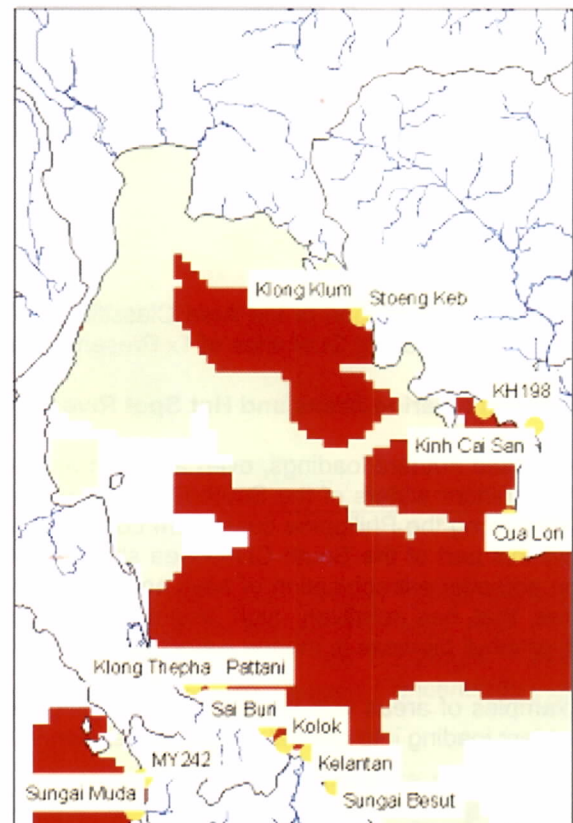 Klong Klum
Stoeng Keb
KH198
Kinh Cai San
Cua Lon
Klong Thepha
Pattani
Sai Buri
Kolok
MY242
Kelantan
Sungai Muda
Sungai Besut